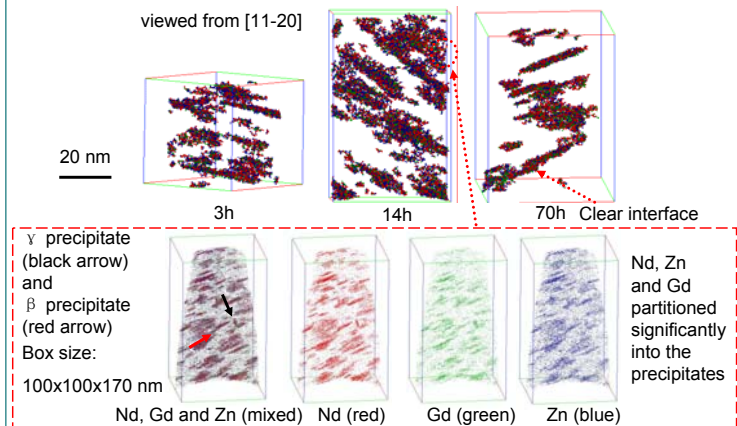 viewed from [11-20]
20 nm
3h
14h
70h
Clear interface
γ precipitate
(black arrow)
and
β precipitate
(red arrow)
Box size:
100x100x170 nm
Nd, Gd and Zn (mixed)
Nd (red)
Gd (green)
Zn (blue)
Nd, Zn
and Gd
partitioned
significantly
into the
precipitates